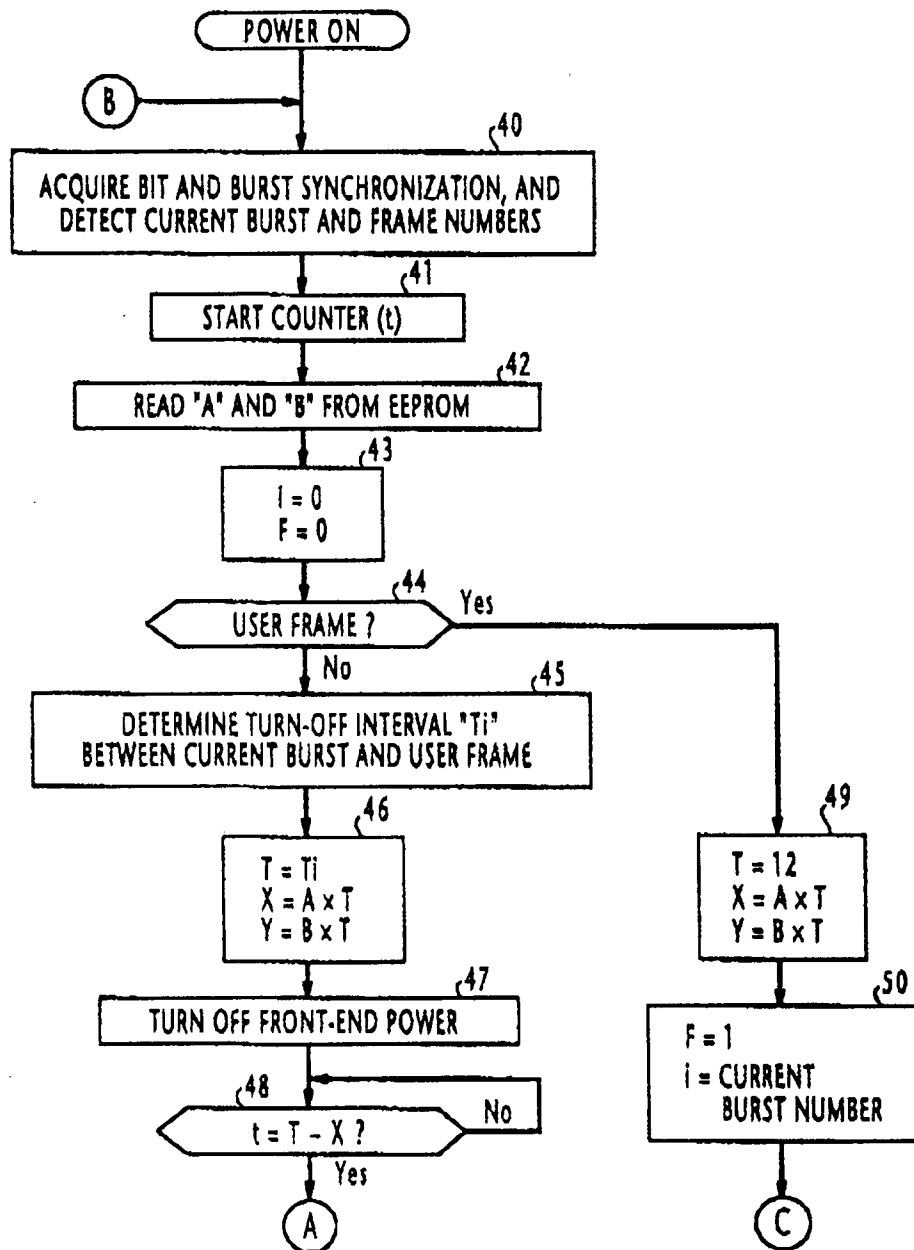 POWER ON
B
40
ACQUIRE BIT AND BURST SYNCHRONIZATION, AND
DETECT CURRENT BURST AND FRAME NUMBERS
41
START COUNTER (t)
42
READ "A" AND "B" FROM EEPROM
43
i = 0
F = 0
44
USER FRAME ?
Yes
No
45
DETERMINE TURN-OFF INTERVAL "Ti"
BETWEEN CURRENT BURST AND USER FRAME
46
T = Ti
X = A × T
Y = B × T
49
T = 12
X = A × T
Y = B × T
47
TURN OFF FRONT-END POWER
50
F = 1
i = CURRENT
BURST NUMBER
48
t = T - X ?
No
Yes
A
C